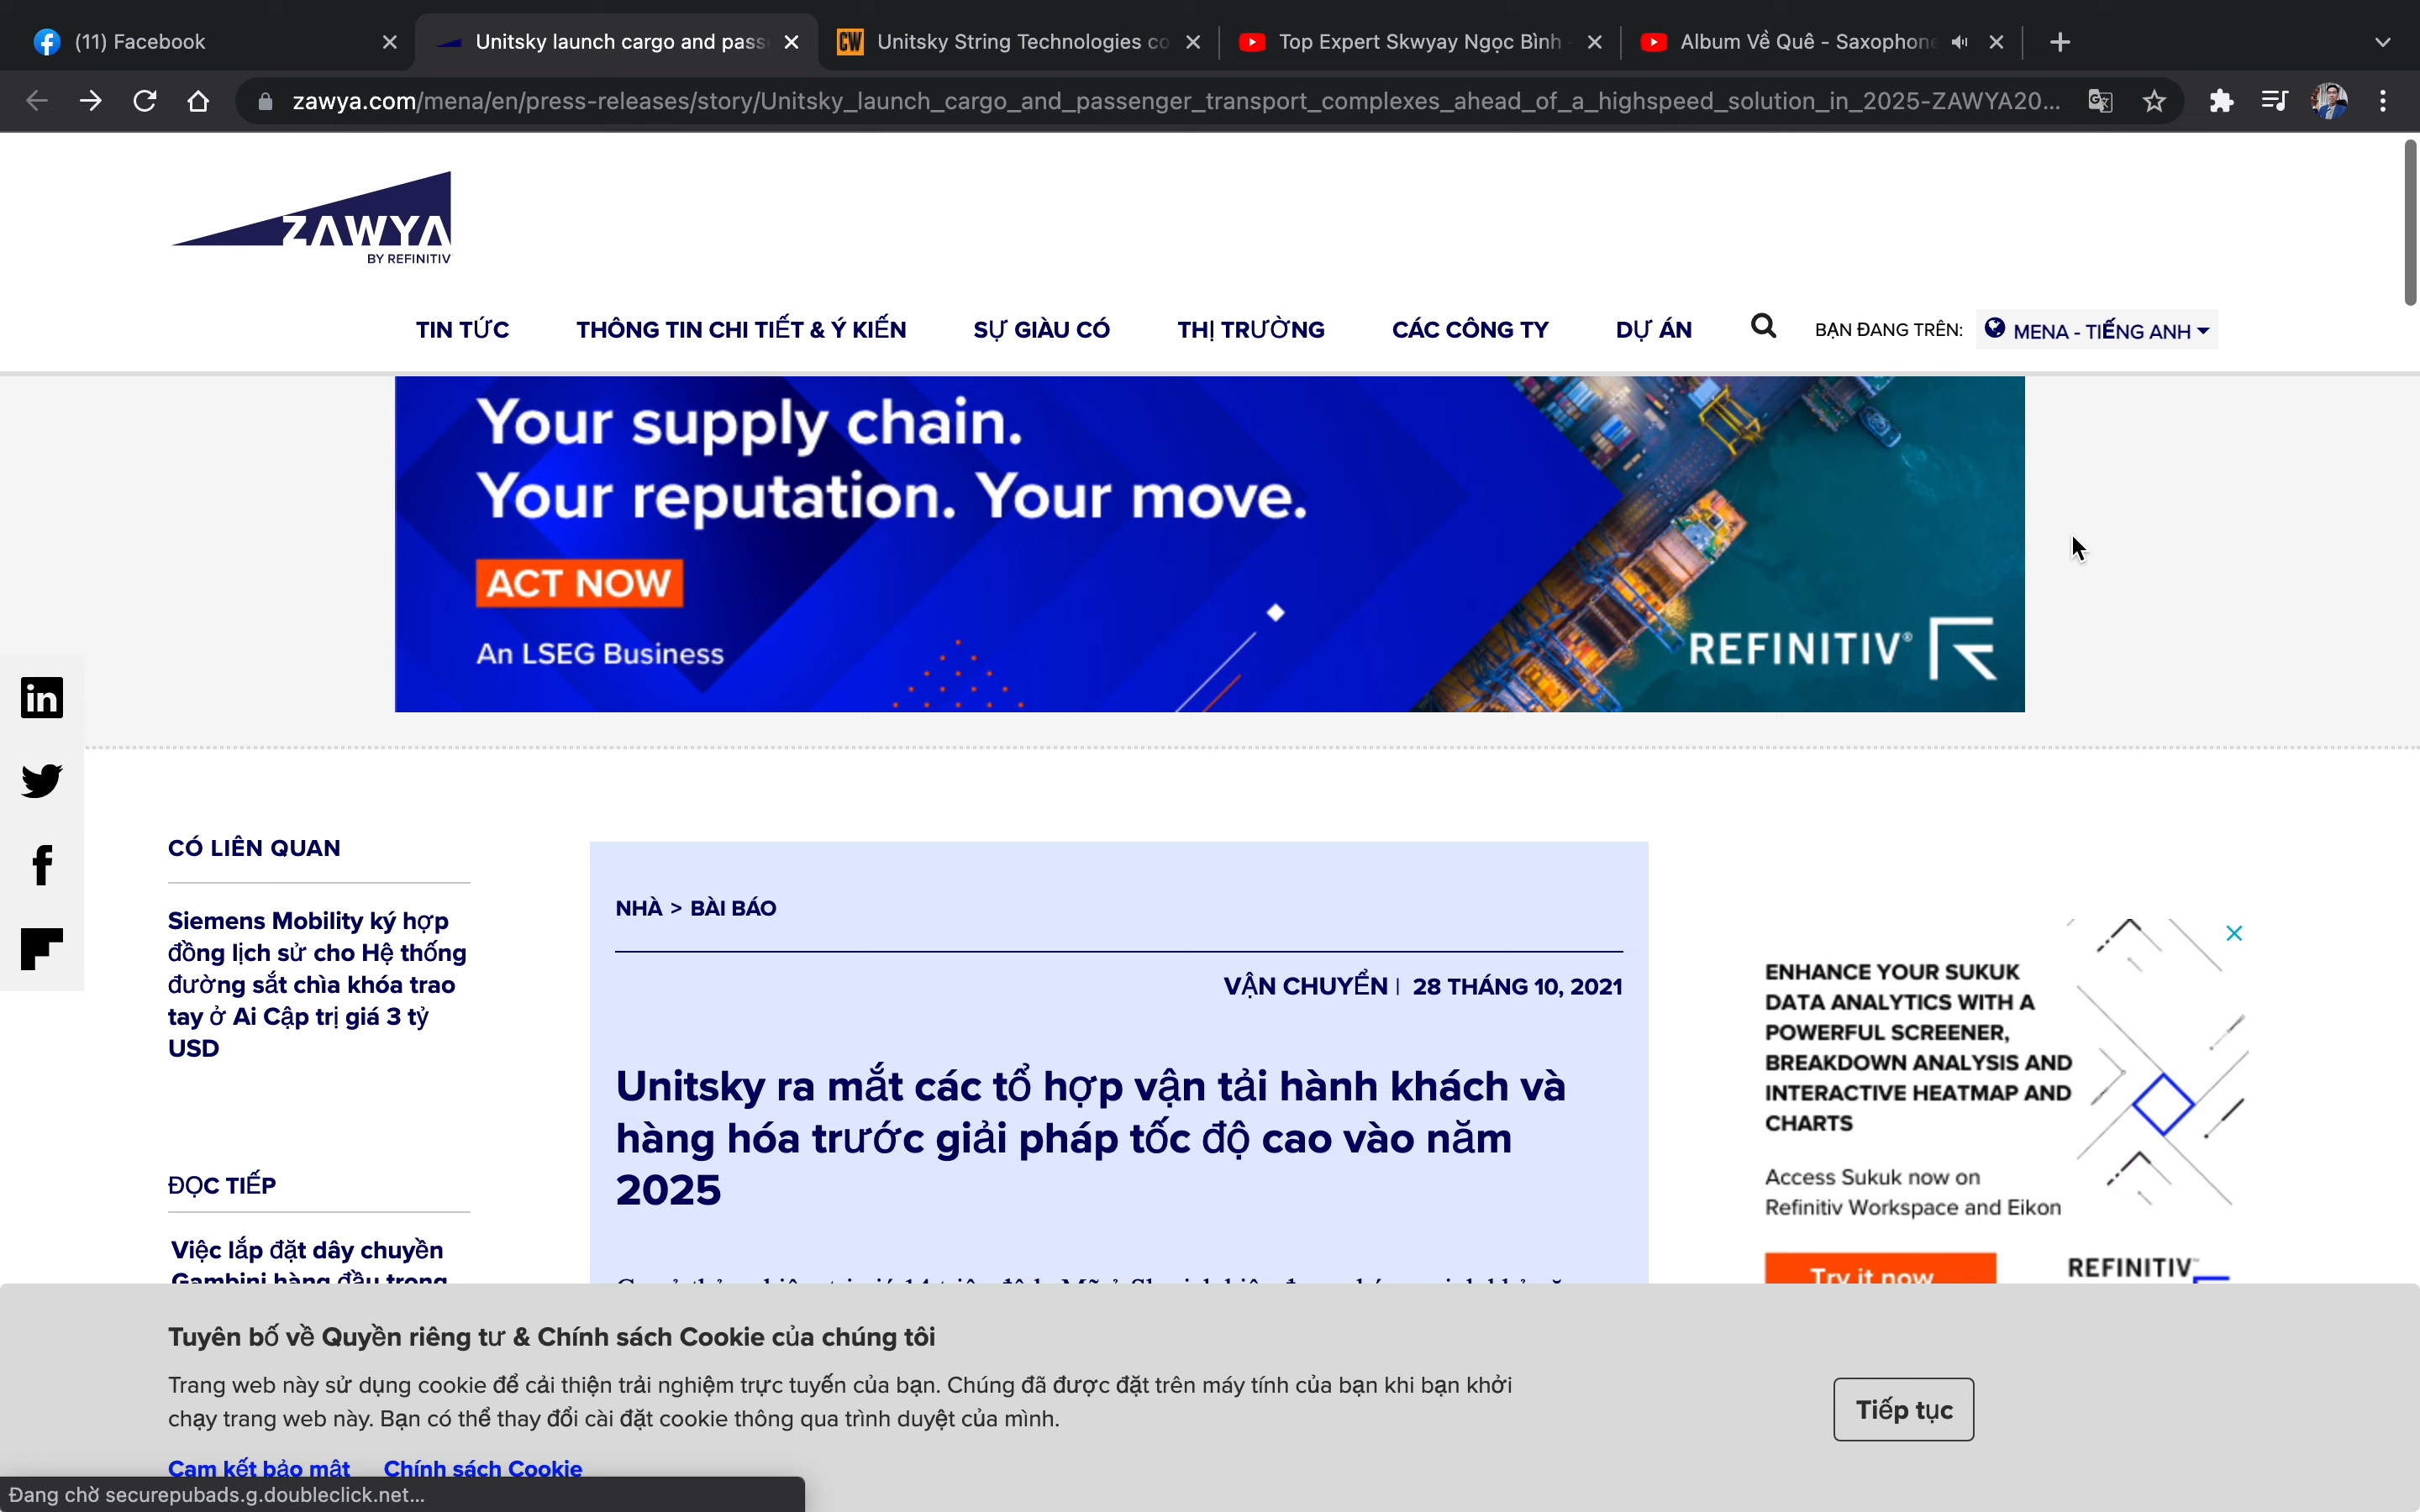 (11) Facebook
Unitsky launch cargo and pass
Unitsky String Technologies co
Top Expert Skwyay Ngọc Bình
Album Về Quê - Saxophon
zawya.com/mena/en/press-releases/story/Unitsky_launch_cargo_and_passenger_transport_complexes_ahead_of_a_highspeed_solution_in_2025-ZAWYA20...
ZAWYA
BY REFINITIV
TIN TỨC
THÔNG TIN CHI TIẾT & Ý KIẾN
SỰ GIÀU CÓ
THỊ TRƯỜNG
CÁC CÔNG TY
DỰ ÁN
BẠN ĐANG TRÊN:
MENA - TIẾNG ANH
Your supply chain.
Your reputation. Your move.
ACT NOW
An LSEG Business
REFINITIV®
CÓ LIÊN QUAN
Siemens Mobility ký hợp
đồng lịch sử cho Hệ thống
đường sắt chìa khóa trao
tay ở Ai Cập trị giá 3 tỷ
USD
ĐỌC TIẾP
Việc lắp đặt dây chuyền
Gambini hàng đầu trong
NHÀ > BÀI BÁO
VẬN CHUYỂN | 28 THÁNG 10, 2021
Unitsky ra mắt các tổ hợp vận tải hành khách và
hàng hóa trước giải pháp tốc độ cao vào năm
2025
ENHANCE YOUR SUKUK
DATA ANALYTICS WITH A
POWERFUL SCREENER,
BREAKDOWN ANALYSIS AND
INTERACTIVE HEATMAP AND
CHARTS
Access Sukuk now on
Refinitiv Workspace and Eikon
Try it now
REFINITIV™
Tuyên bố về Quyền riêng tư & Chính sách Cookie của chúng tôi
Trang web này sử dụng cookie để cải thiện trải nghiệm trực tuyến của bạn. Chúng đã được đặt trên máy tính của bạn khi bạn khởi
chạy trang web này. Bạn có thể thay đổi cài đặt cookie thông qua trình duyệt của mình.
Tiếp tục
Cam kết bảo mật
Chính sách Cookie
Đang chờ securepubads.g.doubleclick.net...